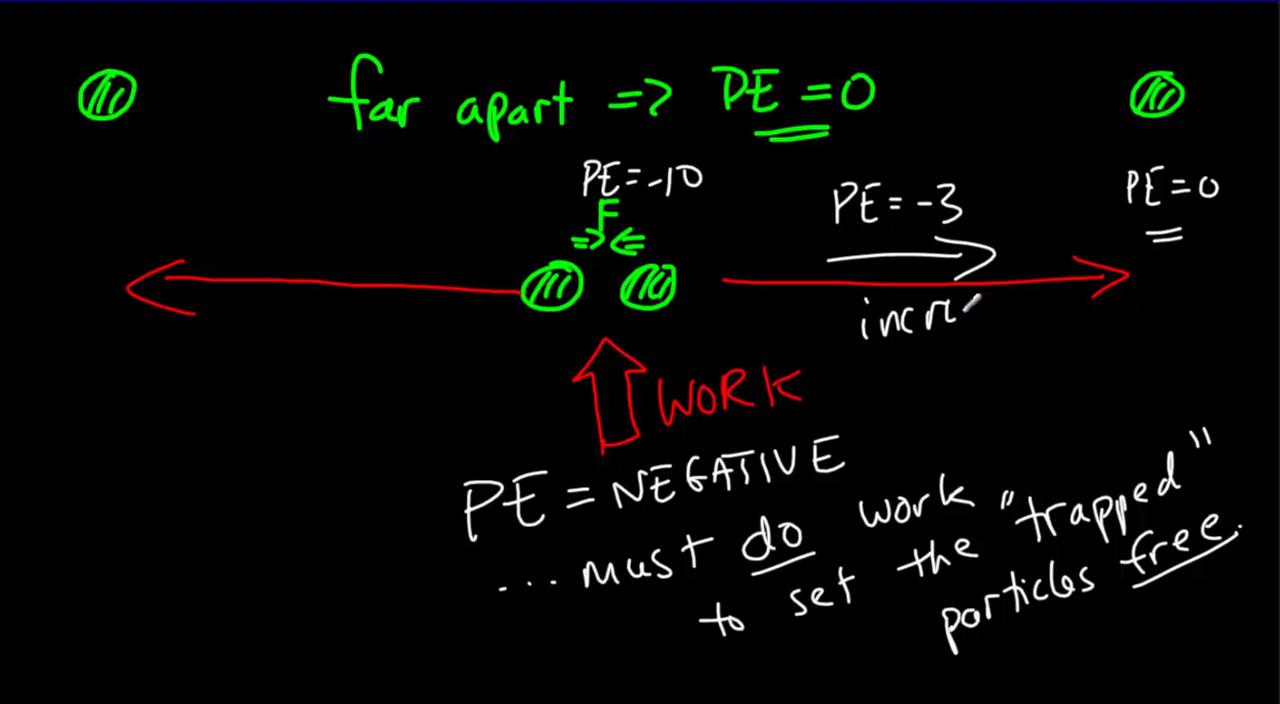 far apart => PE = 0
PE = -10
F
=> <=
PE = -3
PE = 0
incre
WORK
PE = NEGATIVE
... must do work
to set the "trapped"
particles free.